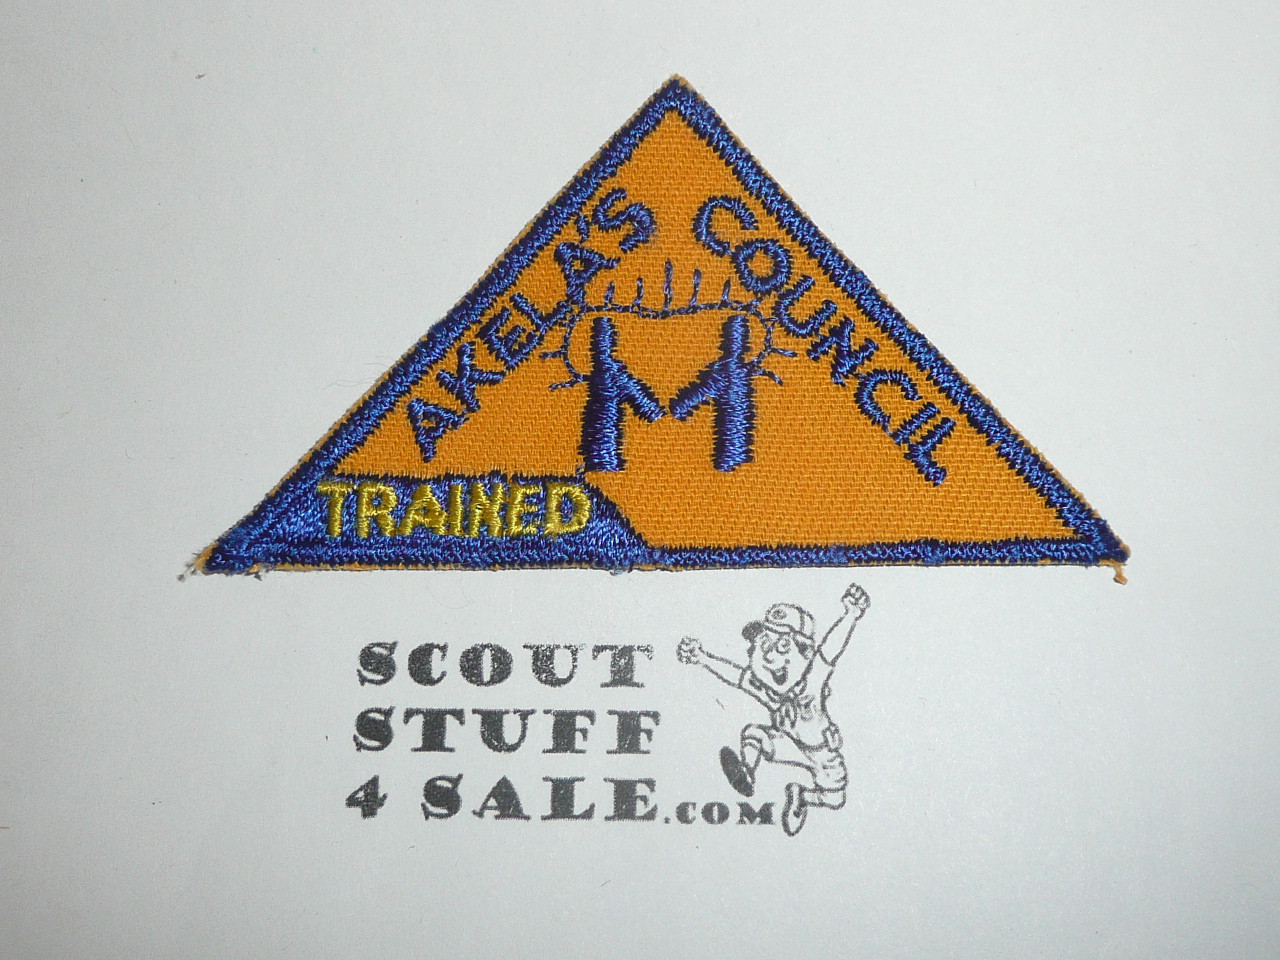 AKELA'S COUNCIL
TRAINED
SCOUT
STUFF
4 SALE.COM